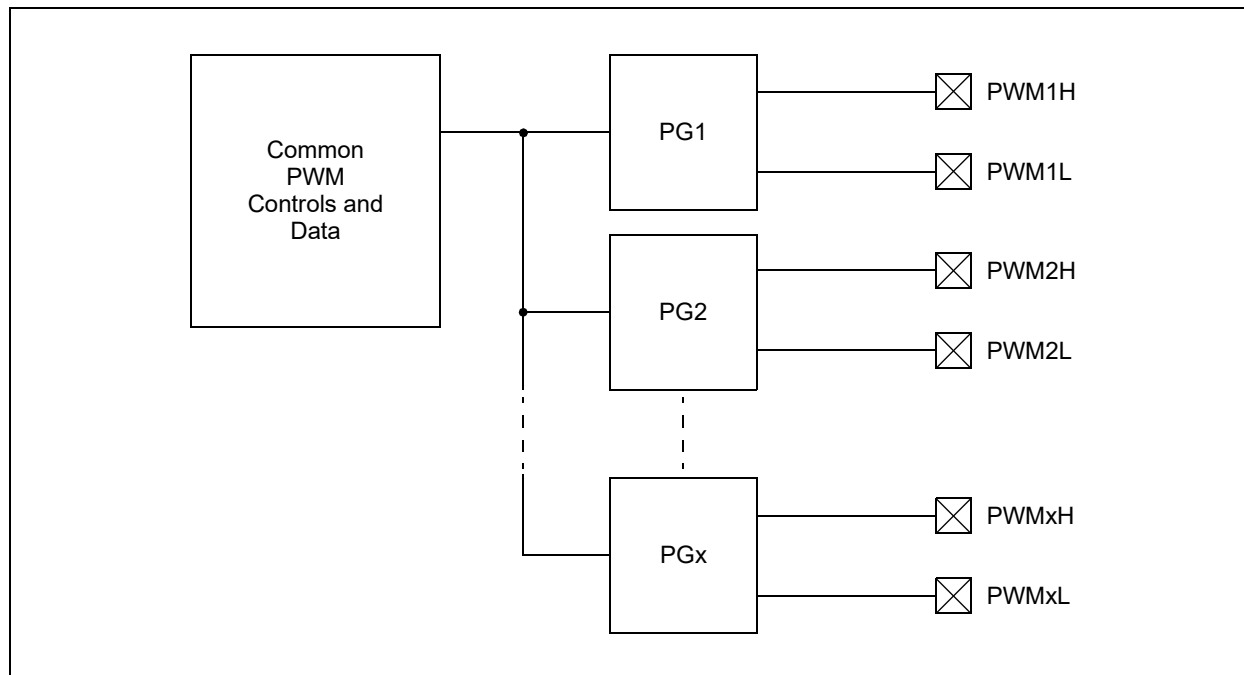 Common
PWM
Controls and
Data
PG1
PWM1H
PWM1L
PG2
PWM2H
PWM2L
PGx
PWMxH
PWMxL